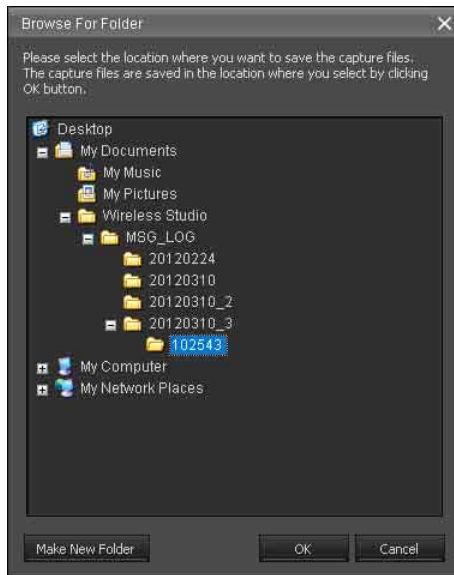 Browse For Folder
Please select the location where you want to save the capture files.
The capture files are saved in the location where you select by clicking
OK button.
Desktop
My Documents
My Music
My Pictures
Wireless Studio
MSG_LOG
20120224
20120310
20120310_2
20120310_3
102543
My Computer
My Network Places
Make New Folder
OK
Cancel